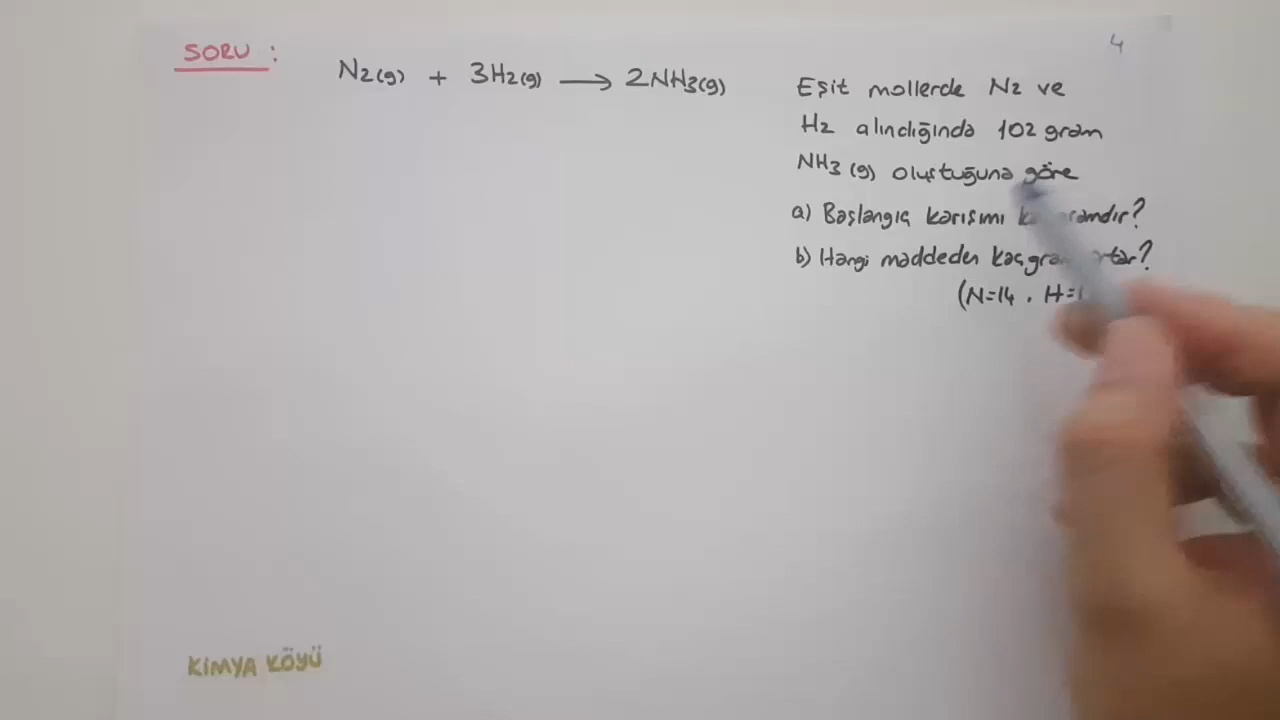 SORU :
4
N2(g) + 3H2(g) → 2NH3(g)
Eşit mollerde N2 ve
H2 alındığında 102 gram
NH3(g) oluştuğuna göre
a) Başlangıç karışımı
b) Hangi maddeden kaç
(N=14 . H=1
KİMYA KÖYÜ